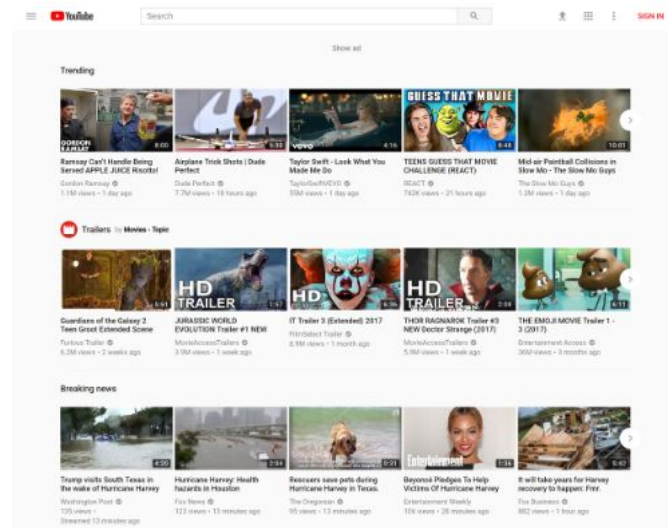 YouTube
Search
SIGN IN
Show ad
Trending
GORDON
RAMSAY
8:00
5:30
vevo
4:16
GUESS THAT MOVIE
8:48
10:01
Ramsay Can't Handle Being
Served APPLE JUICE Risotto!
Gordon Ramsay
1.1M views • 1 day ago
Airplane Trick Shots | Dude
Perfect
Dude Perfect
7.7M views • 18 hours ago
Taylor Swift - Look What You
Made Me Do
TaylorSwiftVEVO
55M views • 1 day ago
TEENS GUESS THAT MOVIE
CHALLENGE (REACT)
REACT
742K views • 21 hours ago
Mid-air Paintball Collisions in
Slow Mo - The Slow Mo Guys
The Slow Mo Guys
1.2M views • 1 day ago
Trailers by Movies - Topic
HD
TRAILER
1:57
HD
HD
TRAILER
6:11
Guardians of the Galaxy 2
Teen Groot Extended Scene
Furious Trailer
6.2M views • 2 weeks ago
JURASSIC WORLD
EVOLUTION Trailer #1 NEW
MovieAccessTrailers
3.9M views • 1 week ago
IT Trailer 3 (Extended) 2017
FilmSelect Trailer
6.9M views • 1 month ago
THOR RAGNAROK Trailer #3
NEW Doctor Strange (2017)
MovieAccessTrailers
5.9M views • 1 week ago
THE EMOJI MOVIE Trailer 1 -
3 (2017)
Entertainment Access
36M views • 3 months ago
Breaking news
4:20
2:04
0:31
Entertainment
1:36
5:42
Trump visits South Texas in
the wake of Hurricane Harvey
Washington Post
135 views •
Streamed 13 minutes ago
Hurricane Harvey: Health
hazards in Houston
Fox News
123 views • 13 minutes ago
Rescuers save pets during
Hurricane Harvey in Texas.
The Oregonian
95 views • 13 minutes ago
Beyoncé Pledges To Help
Victims Of Hurricane Harvey
Entertainment Weekly
106 views • 28 minutes ago
It will take years for Harvey
recovery to happen: Fmr.
Fox Business
882 views • 1 hour ago